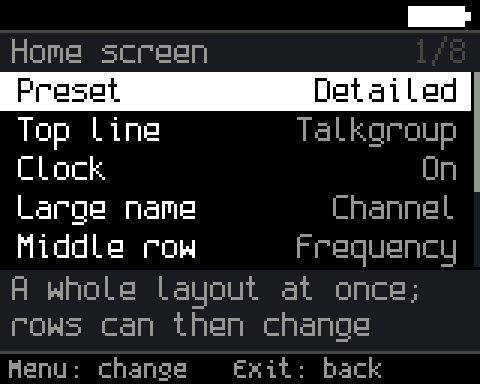 Home screen 1/8
Preset Detailed
Top line Talkgroup
Clock On
Large name Channel
Middle row Frequency
A whole layout at once;
rows can then change
Menu: change Exit: back